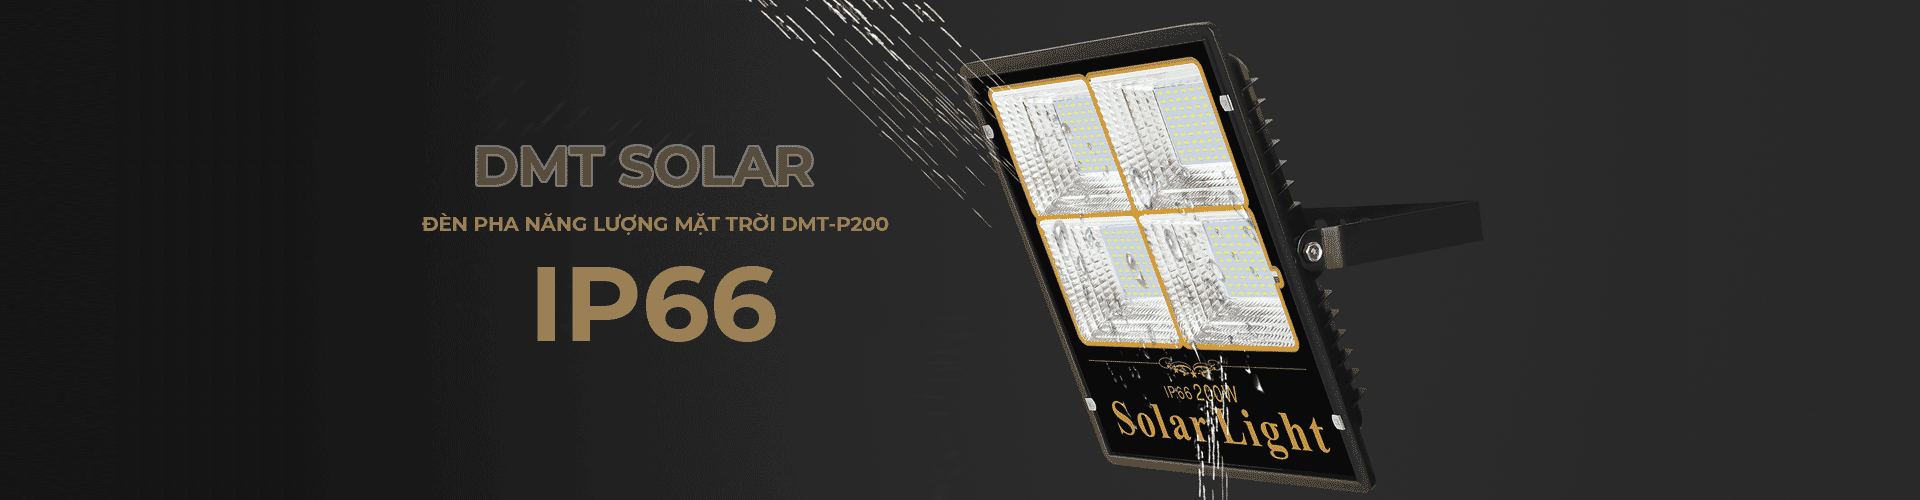 DMT SOLAR
ĐÈN PHA NĂNG LƯỢNG MẶT TRỜI DMT-P200
IP66
IP66 200W
Solar Light